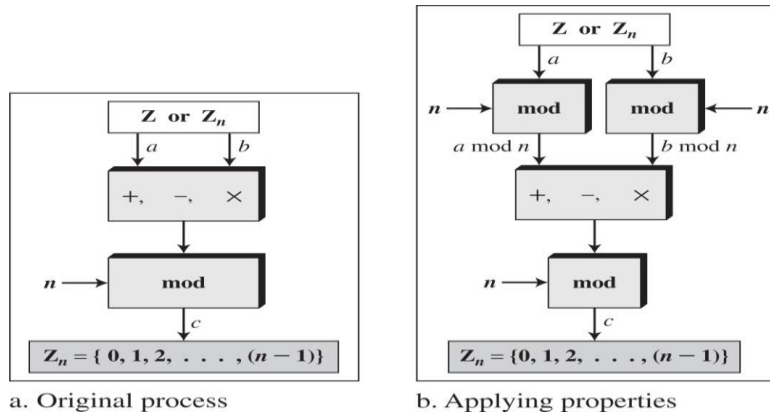 Z or Zn
a b
+, −, ×
n
mod
c
Zn = { 0, 1, 2, . . . , (n − 1)}
a. Original process
Z or Zn
a b
n mod mod n
a mod n b mod n
+, −, ×
n mod
c
Zn = {0, 1, 2, . . . , (n − 1)}
b. Applying properties